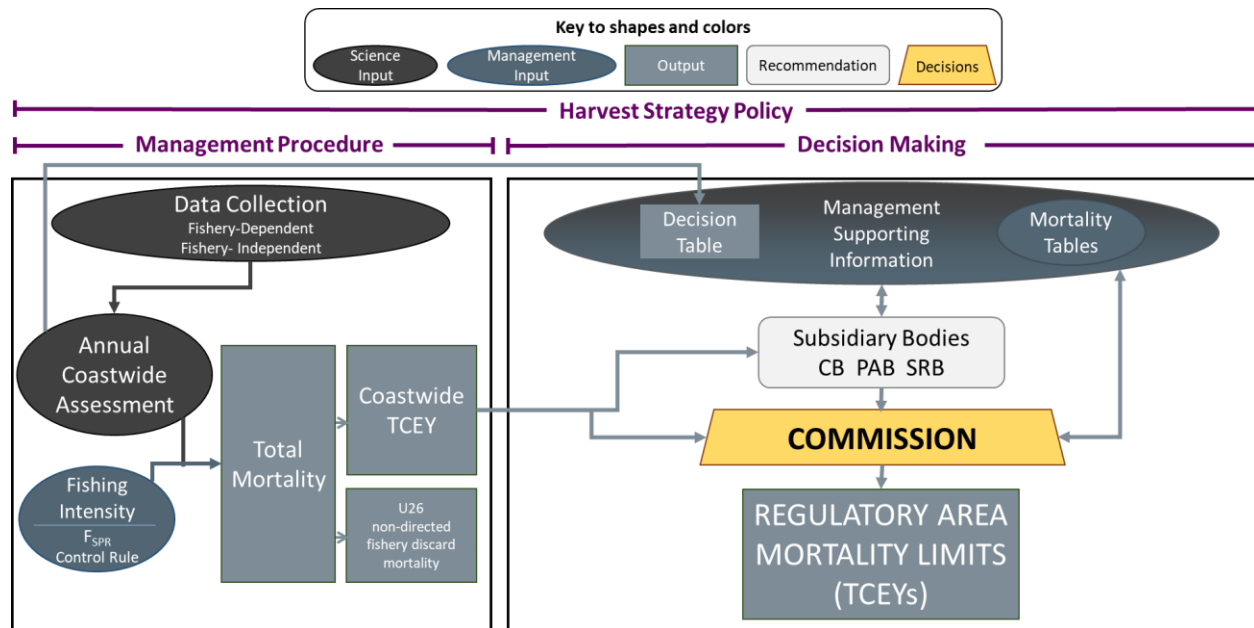 Key to shapes and colors
Science
Input
Management
Input
Output
Recommendation
Decisions
Harvest Strategy Policy
Management Procedure
Decision Making
Data Collection
Fishery-Dependent
Fishery- Independent
Annual
Coastwide
Assessment
Fishing
Intensity
FSPR
Control Rule
Total
Mortality
Coastwide
TCEY
U26
non-directed
fishery discard
mortality
Decision
Table
Management
Supporting
Information
Mortality
Tables
Subsidiary Bodies
CB PAB SRB
COMMISSION
REGULATORY AREA
MORTALITY LIMITS
(TCEYs)